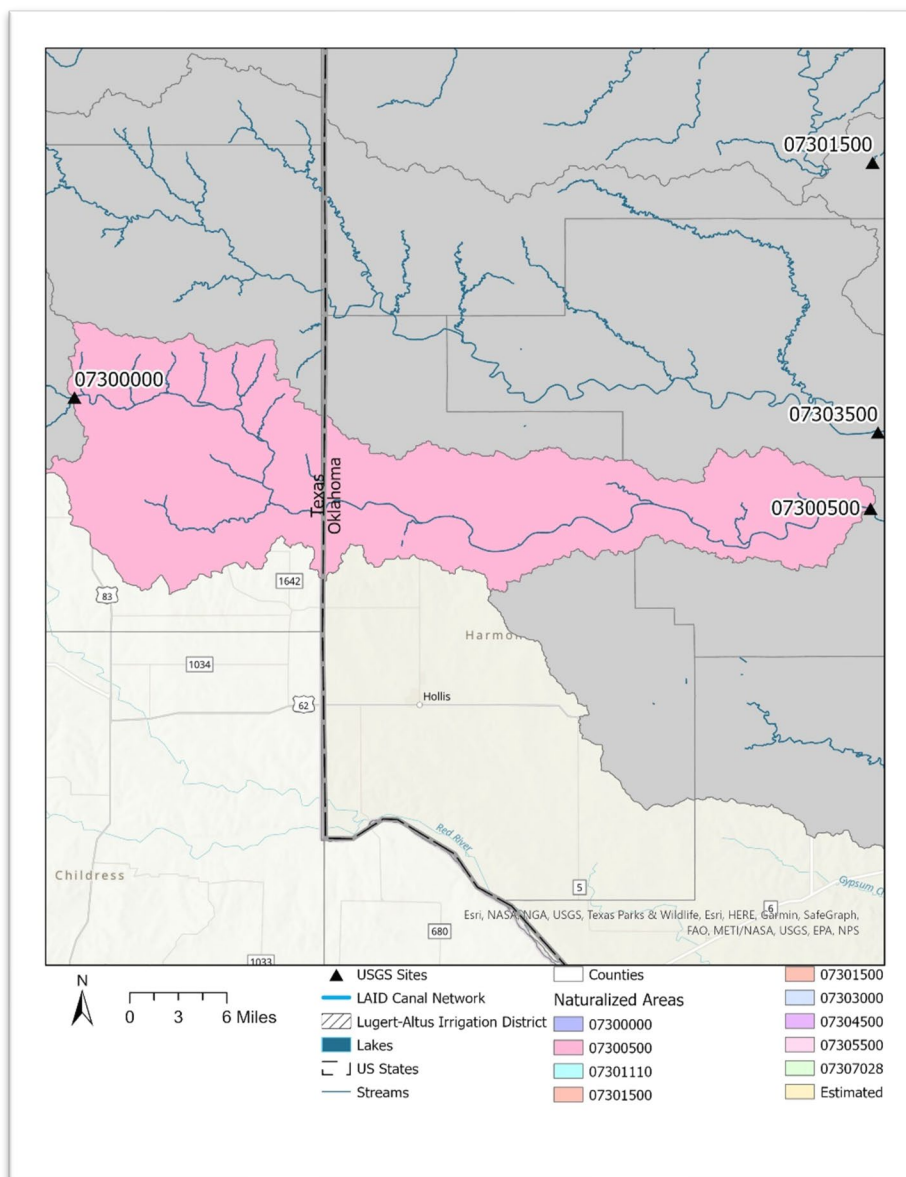 07301500
07300000
07303500
Texas
Oklahoma
07300500
1642
83
Harmon
1034
62
Hollis
Red River
Childress
5
6
Gypsum C
Esri, NASA, NGA, USGS, Texas Parks & Wildlife, Esri, HERE, Garmin, SafeGraph,
FAO, METI/NASA, USGS, EPA, NPS
680
1033
N
0 3 6 Miles
USGS Sites
LAID Canal Network
Lugert-Altus Irrigation District
Lakes
US States
Streams
Counties
Naturalized Areas
07300000
07300500
07301110
07301500
07301500
07303000
07304500
07305500
07307028
Estimated